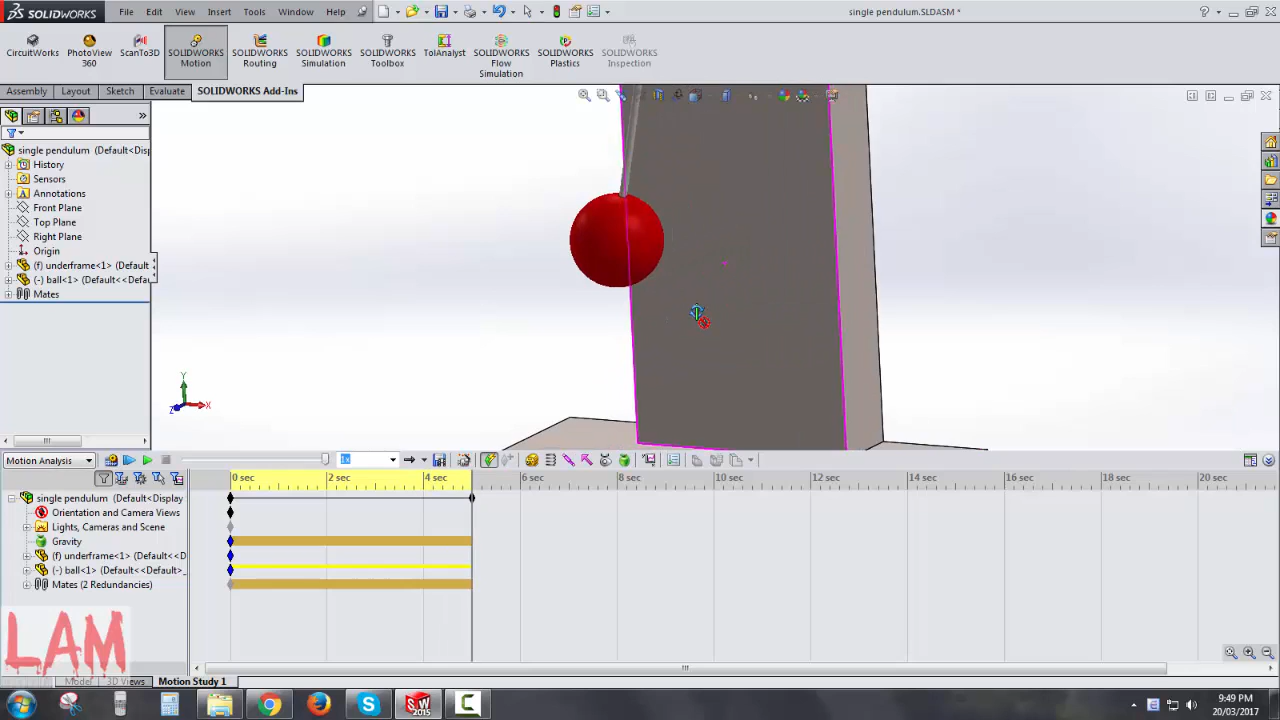 SOLIDWORKS File Edit View Insert Tools Window Help single pendulum.SLDASM *
CircuitWorks PhotoView 360 ScanTo3D SOLIDWORKS Motion SOLIDWORKS Routing SOLIDWORKS Simulation SOLIDWORKS Toolbox TolAnalyst SOLIDWORKS Flow Simulation SOLIDWORKS Plastics SOLIDWORKS Inspection
Assembly Layout Sketch Evaluate SOLIDWORKS Add-Ins
single pendulum (Default<Disp
History
Sensors
Annotations
Front Plane
Top Plane
Right Plane
Origin
(f) underframe<1> (Default
(-) ball<1> (Default<<Default
Mates
Y
X
Z
Motion Analysis 1x
0 sec 2 sec 4 sec 6 sec 8 sec 10 sec 12 sec 14 sec 16 sec 18 sec 20 sec
single pendulum (Default<Display
Orientation and Camera Views
Lights, Cameras and Scene
Gravity
(f) underframe<1> (Default<<D
(-) ball<1> (Default<<Default>_
Mates (2 Redundancies)
LAM
Model 3D Views Motion Study 1
9:49 PM
20/03/2017
SW 2015